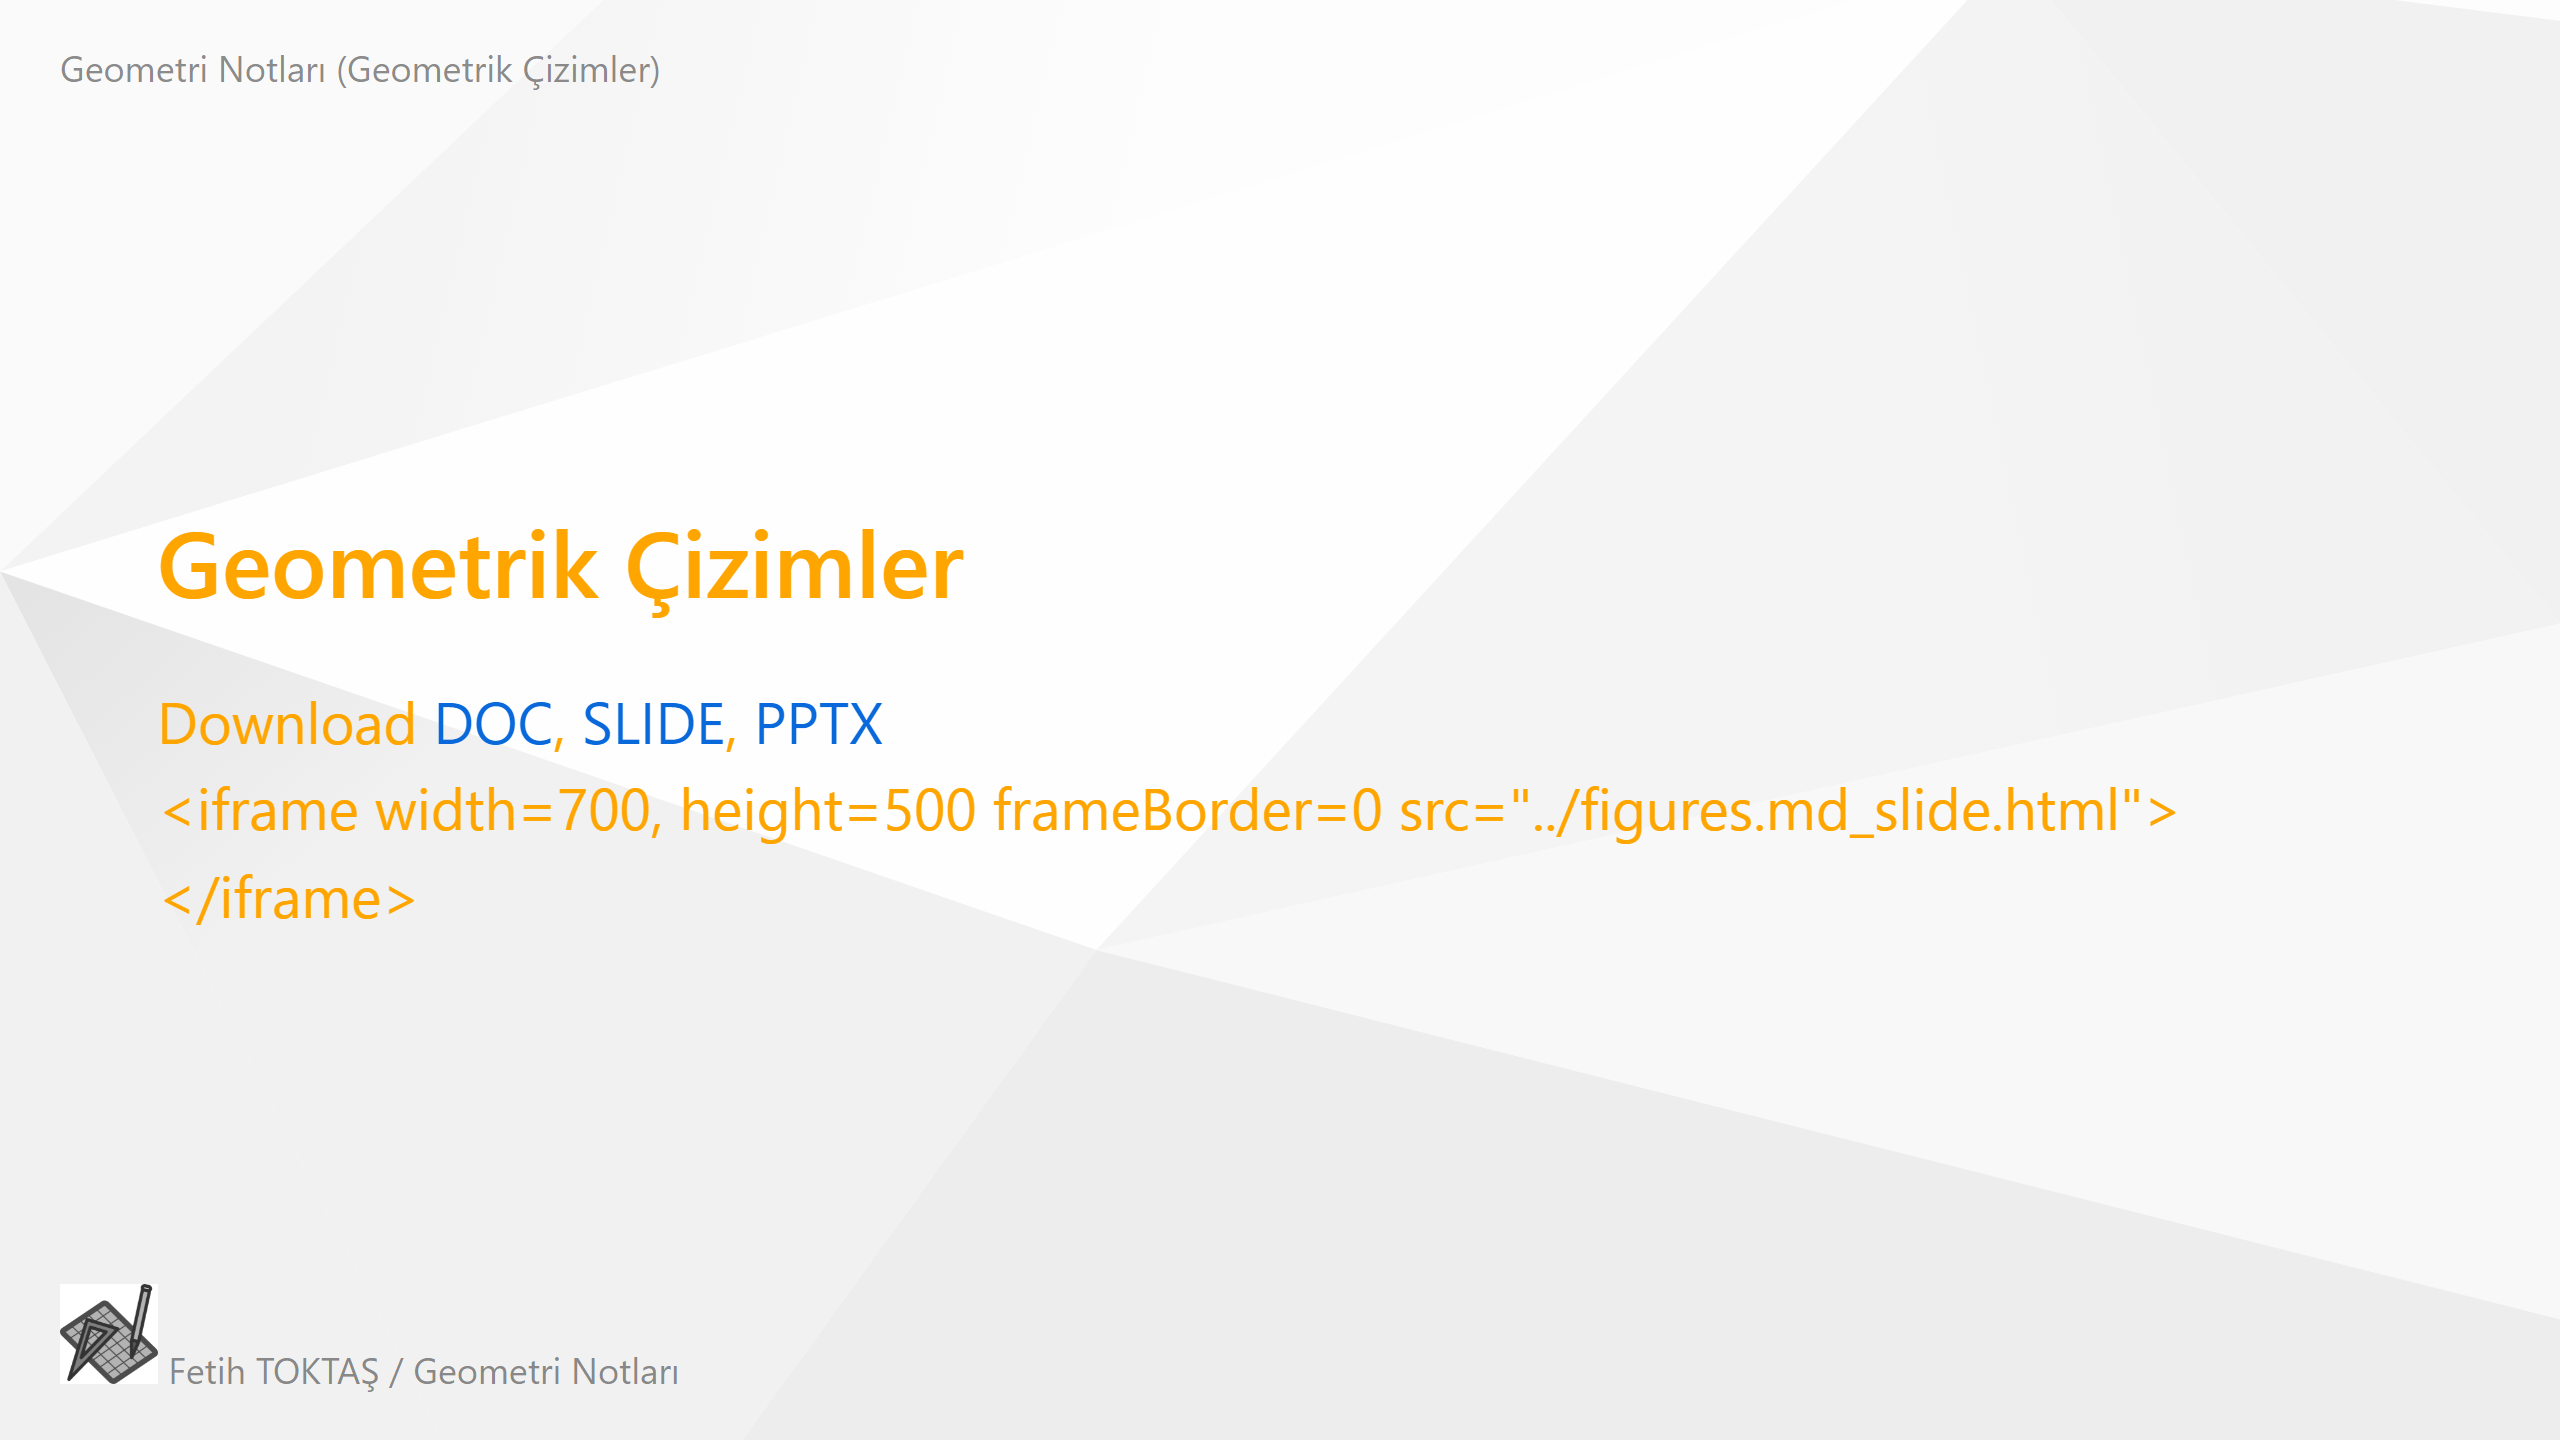 Geometri Notları (Geometrik Çizimler)
Geometrik Çizimler
Download DOC, SLIDE, PPTX
<iframe width=700, height=500 frameBorder=0 src="../figures.md_slide.html">
</iframe>
Fetih TOKTAŞ / Geometri Notları